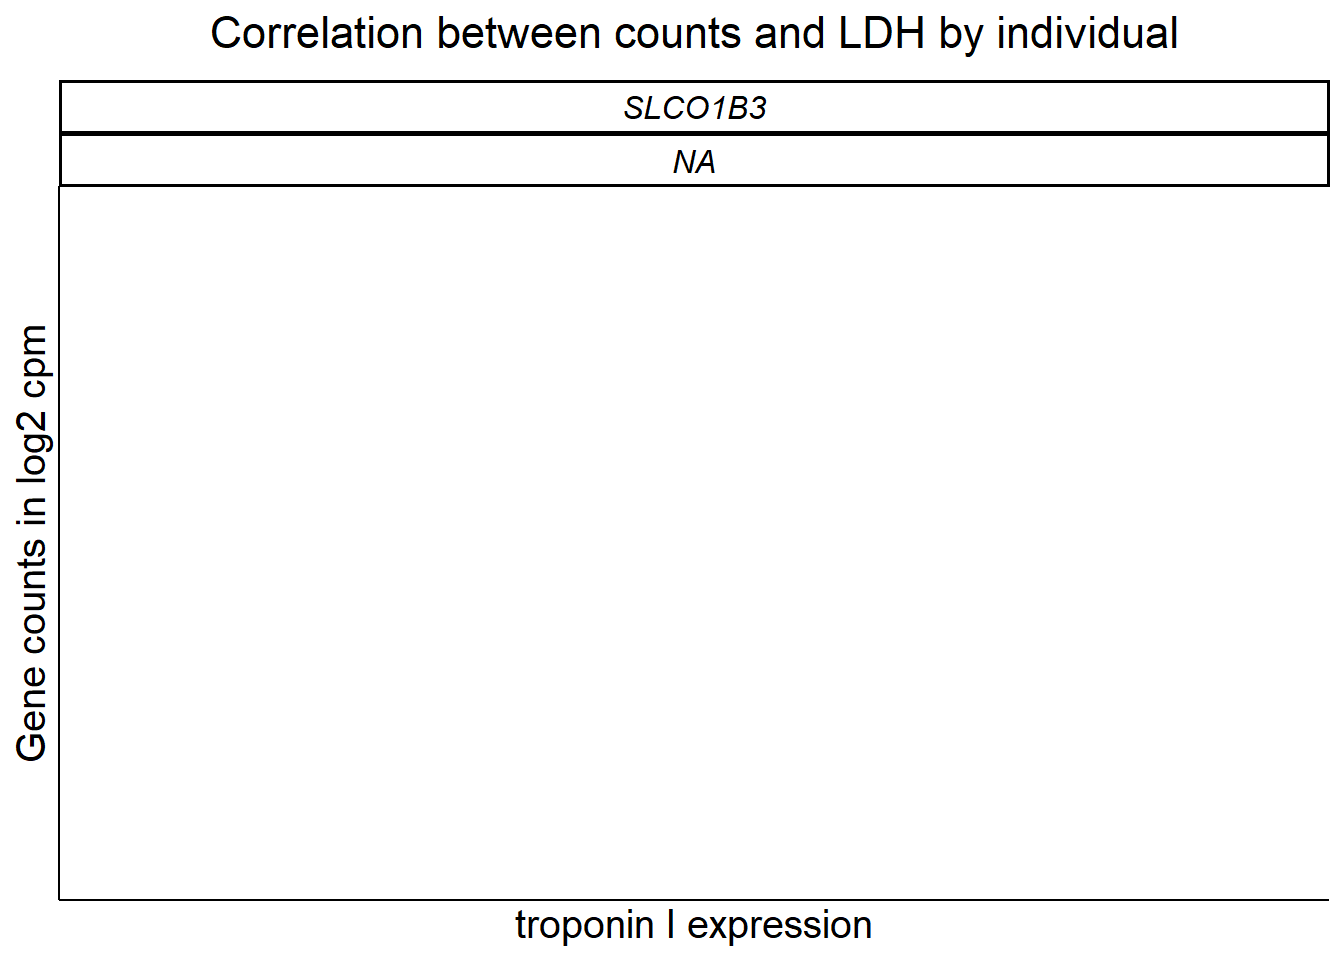 Correlation between counts and LDH by individual
SLCO1B3
NA
Gene counts in log2 cpm
troponin I expression